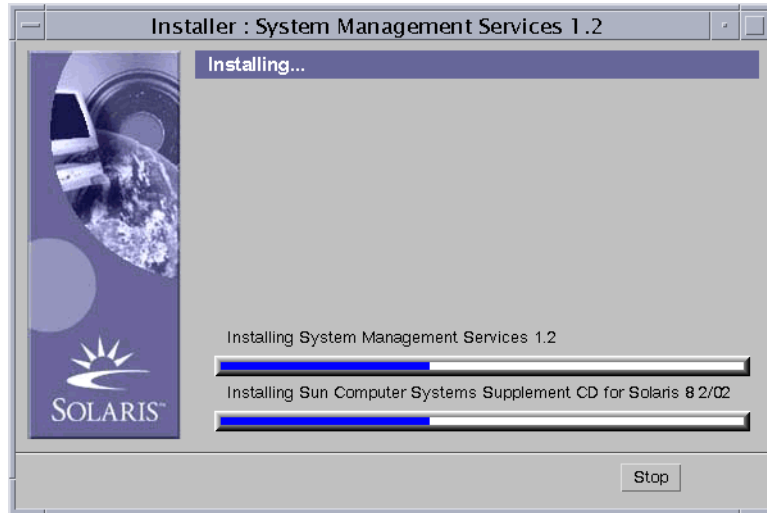 Installer : System Management Services 1.2
Installing...
Installing System Management Services 1.2
Installing Sun Computer Systems Supplement CD for Solaris 8 2/02
SOLARIS™
Stop